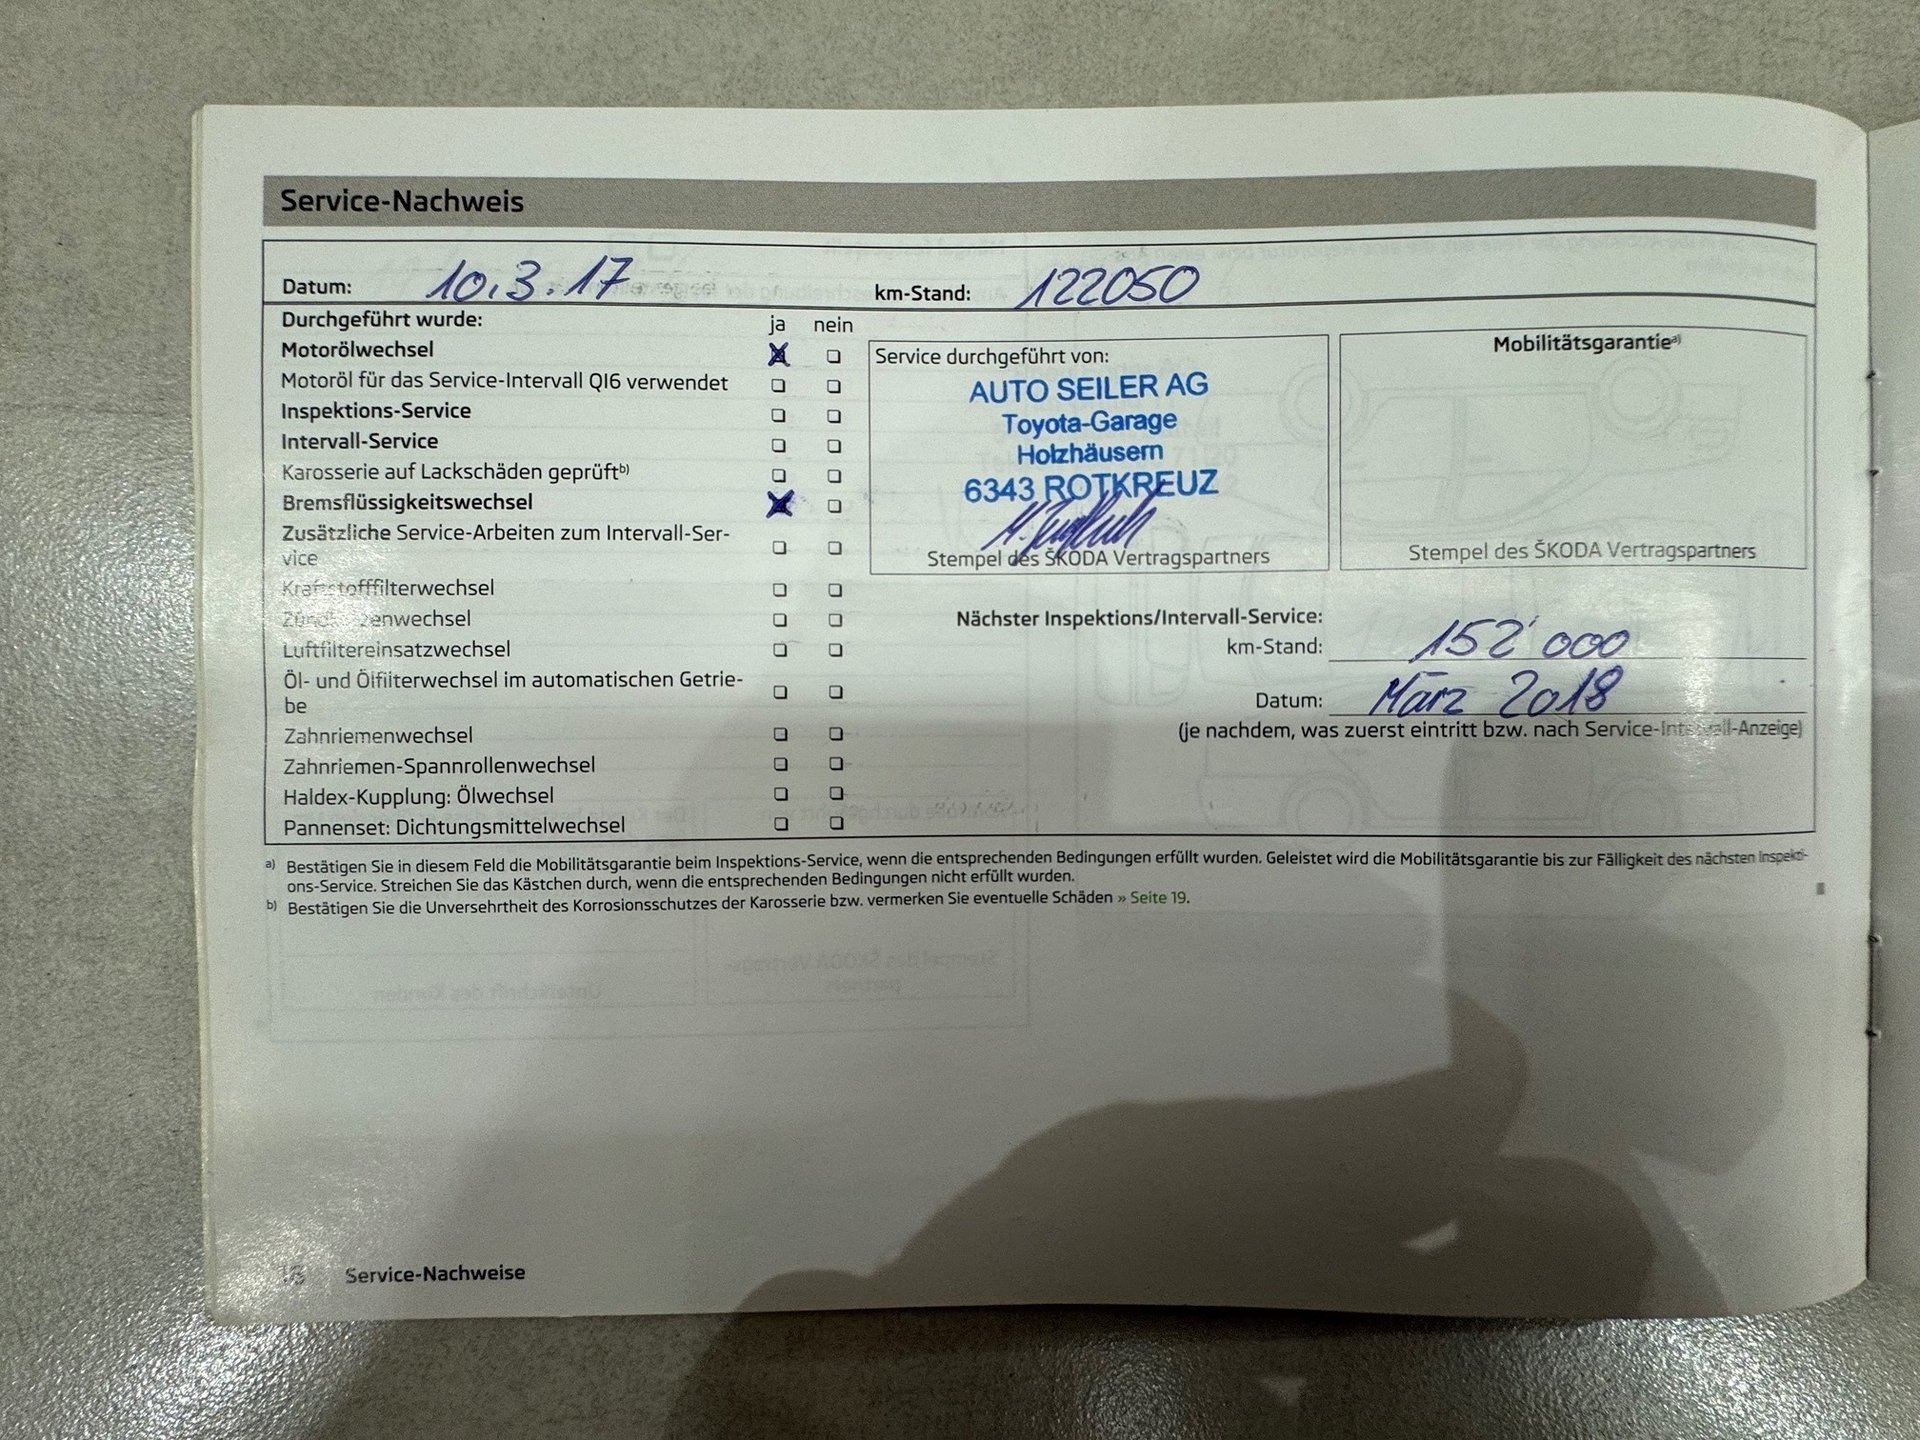 Service-Nachweis
Datum: 10.3.17 km-Stand: 122050
Durchgeführt wurde: ja nein
Motorölwechsel
Motoröl für das Service-Intervall QI6 verwendet
Inspektions-Service
Intervall-Service
Karosserie auf Lackschäden geprüft b)
Bremsflüssigkeitswechsel
Zusätzliche Service-Arbeiten zum Intervall-Ser-
vice
Kraftstofffilterwechsel
Zündkerzenwechsel
Luftfiltereinsatzwechsel
Öl- und Ölfilterwechsel im automatischen Getrie-
be
Zahnriemenwechsel
Zahnriemen-Spannrollenwechsel
Haldex-Kupplung: Ölwechsel
Pannenset: Dichtungsmittelwechsel
Service durchgeführt von:
AUTO SEILER AG
Toyota-Garage
Holzhäusern
6343 ROTKREUZ
Stempel des ŠKODA Vertragspartners
Mobilitätsgarantie a)
Stempel des ŠKODA Vertragspartners
Nächster Inspektions/Intervall-Service:
km-Stand: 152'000
Datum: März 2018
(je nachdem, was zuerst eintritt bzw. nach Service-Intervall-Anzeige)
a) Bestätigen Sie in diesem Feld die Mobilitätsgarantie beim Inspektions-Service, wenn die entsprechenden Bedingungen erfüllt wurden. Geleistet wird die Mobilitätsgarantie bis zur Fälligkeit des nächsten Inspekti-
ons-Service. Streichen Sie das Kästchen durch, wenn die entsprechenden Bedingungen nicht erfüllt wurden.
b) Bestätigen Sie die Unversehrtheit des Korrosionsschutzes der Karosserie bzw. vermerken Sie eventuelle Schäden » Seite 19.
Service-Nachweise